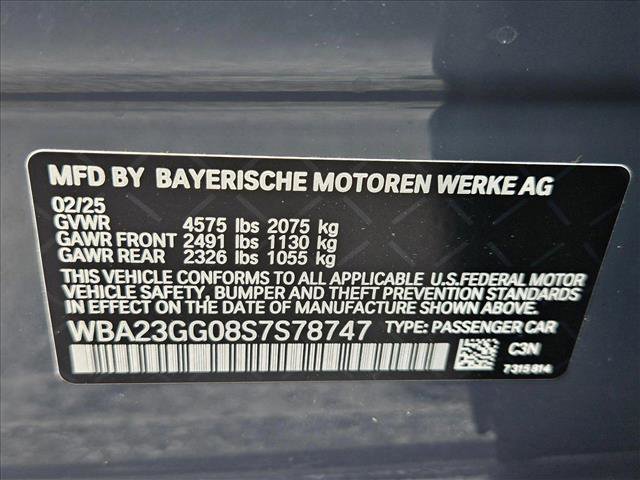 MFD BY BAYERISCHE MOTOREN WERKE AG
02/25
GVWR 4575 lbs 2075 kg
GAWR FRONT 2491 lbs 1130 kg
GAWR REAR 2326 lbs 1055 kg
THIS VEHICLE CONFORMS TO ALL APPLICABLE U.S.FEDERAL MOTOR
VEHICLE SAFETY, BUMPER, AND THEFT PREVENTION STANDARDS
IN EFFECT ON THE DATE OF MANUFACTURE SHOWN ABOVE.
WBA23GG08S7S78747 TYPE: PASSENGER CAR
C3N
7315814